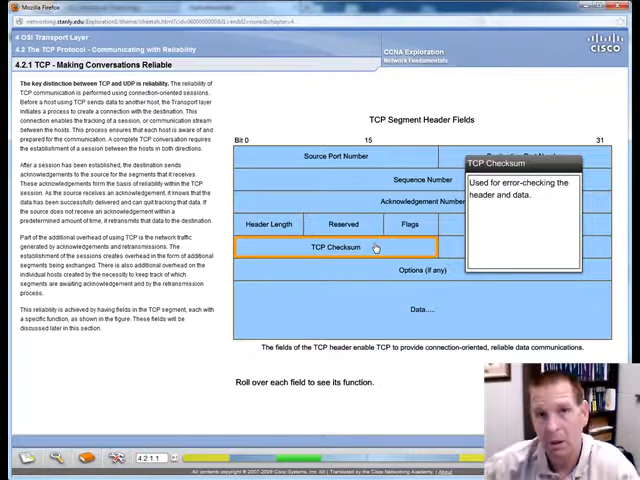 Mozilla Firefox
4 OSI Transport Layer
4.2 The TCP Protocol - Communicating with Reliability
CCNA Exploration
Network Fundamentals
CISCO
4.2.1 TCP - Making Conversations Reliable
The key distinction between TCP and UDP is reliability. The reliability of
TCP communication is performed using connection-oriented sessions.
Before a host using TCP sends data to another host, the Transport layer
initiates a process to create a connection with the destination. This
connection enables the tracking of a session, or communication stream
between the hosts. This process ensures that each host is aware of and
prepared for the communication. A complete TCP conversation requires
the establishment of a session between the hosts in both directions.
After a session has been established, the destination sends
acknowledgements to the source for the segments that it receives.
These acknowledgements form the basis of reliability within the TCP
session. As the source receives an acknowledgement, it knows that the
data has been successfully delivered and can quit tracking that data. If
the source does not receive an acknowledgement within a
predetermined amount of time, it retransmits that data to the destination.
Part of the additional overhead of using TCP is the network traffic
generated by acknowledgements and retransmissions. The
establishment of the sessions creates overhead in the form of additional
segments being exchanged. There is also additional overhead on the
individual hosts created by the necessity to keep track of which
segments are awaiting acknowledgement and by the retransmission
process.
This reliability is achieved by having fields in the TCP segment, each with
a specific function, as shown in the figure. These fields will be
discussed later in this section.
TCP Segment Header Fields
Bit 0 15 31
Source Port Number
Sequence Number
Acknowledgement Number
Header Length Reserved Flags
TCP Checksum
Options (if any)
Data.....
TCP Checksum
Used for error-checking the
header and data.
The fields of the TCP header enable TCP to provide connection-oriented, reliable data communications.
Roll over each field to see its function.
4.2.1.1
All contents copyright © 2007-2009 Cisco Systems, Inc. | Translated by the Cisco Networking Academy. | About